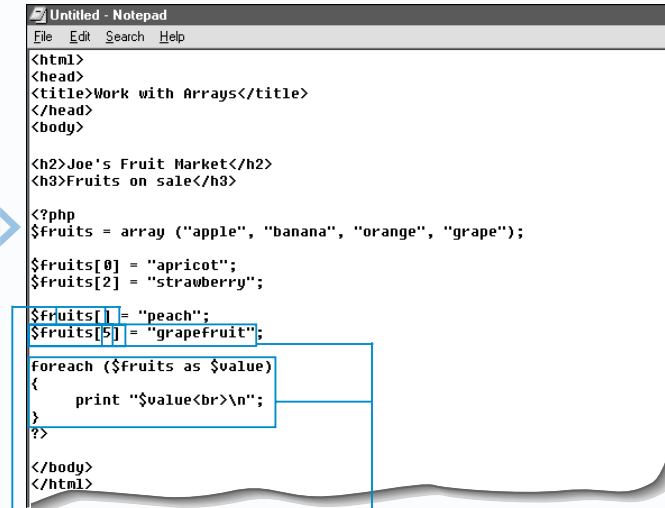 Untitled - Notepad
File Edit Search Help
<html>
<head>
<title>Work with Arrays</title>
</head>
<body>
<h2>Joe's Fruit Market</h2>
<h3>Fruits on sale</h3>
<?php
$fruits = array ("apple", "banana", "orange", "grape");
$fruits[0] = "apricot";
$fruits[2] = "strawberry";
$fruits[] = "peach";
$fruits[5] = "grapefruit";
foreach ($fruits as $value)
{
print "$value<br>\n";
}
?>
</body>
</html>